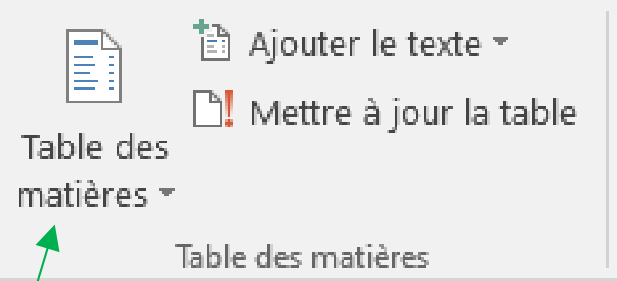 Ajouter le texte
Mettre à jour la table
Table des
matières
Table des matières